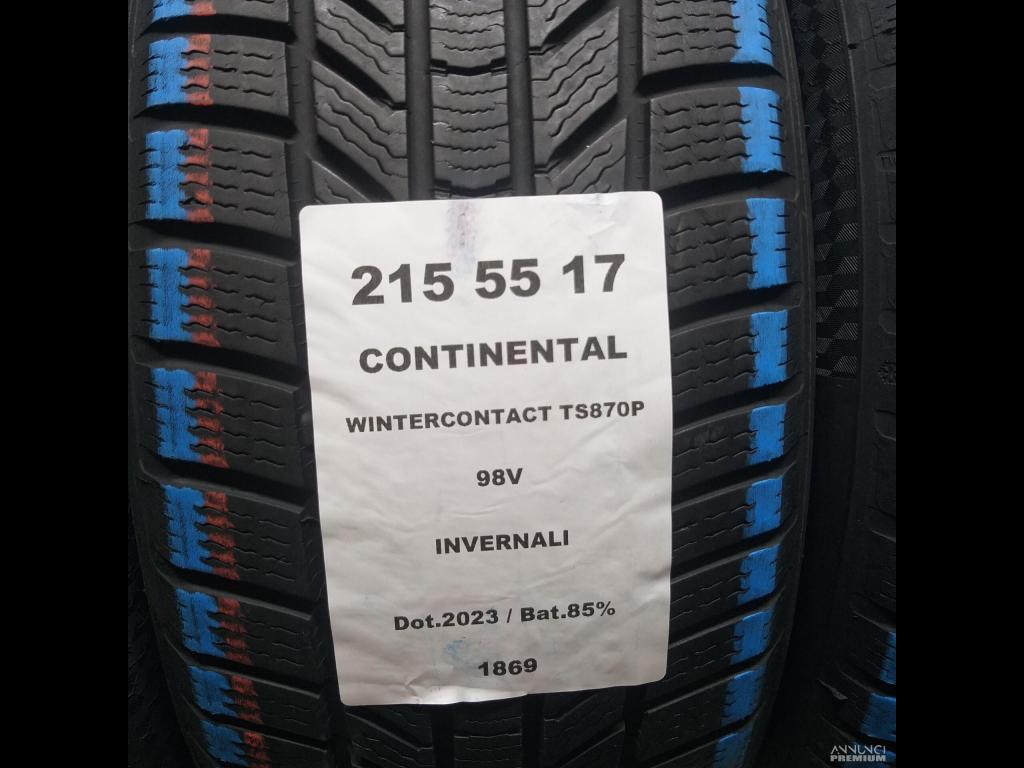 215 55 17
CONTINENTAL
WINTERCONTACT TS870P
98V
INVERNALI
Dot.2023 / Bat.85%
1869
ANNUNCI
PREMIUM